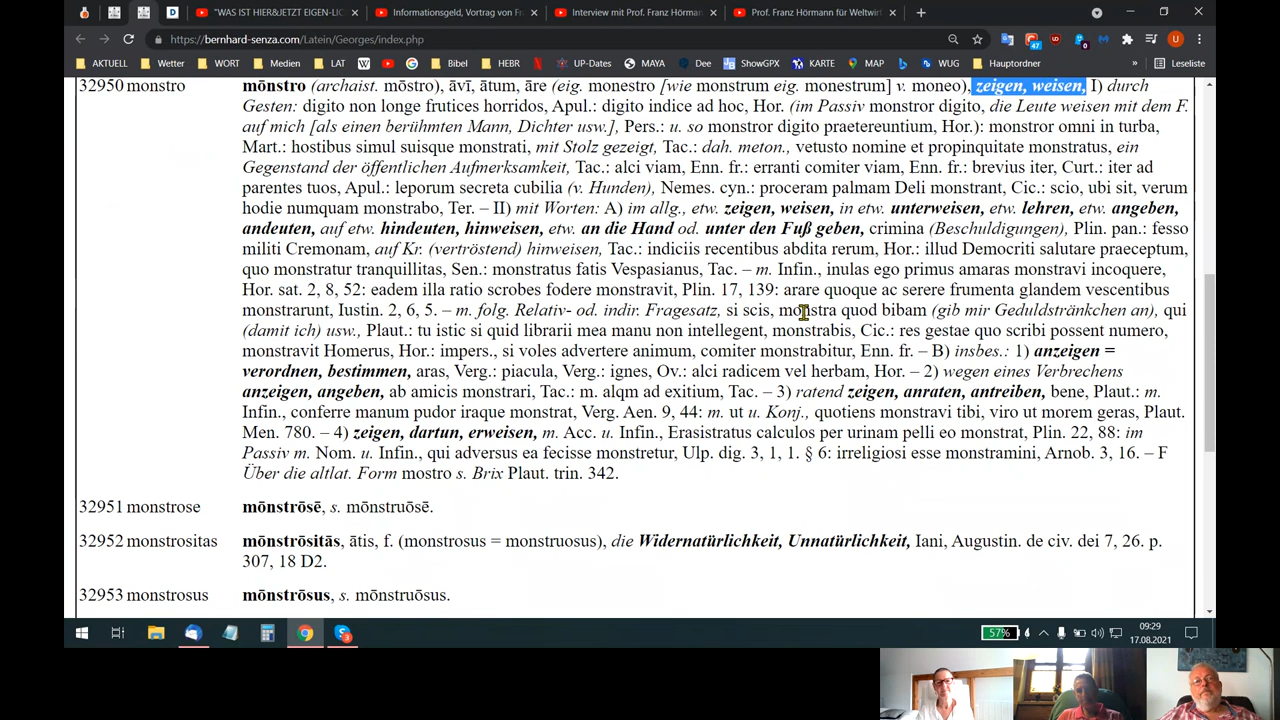 "WAS IST HIER&JETZT EIGEN-LIC
Informationsgeld, Vortrag von Fr
Interview mit Prof. Franz Hörman
Prof. Franz Hörmann für Weltwirt
https://bernhard-senza.com/Latein/Georges/index.php
AKTUELL Wetter WORT Medien LAT Bibel HEBR UP-Dates MAYA Dee ShowGPX KARTE MAP WUG Hauptordner Leseliste
32950 monstro mōnstro (archaist. mōstro), āvī, ātum, āre (eig. monestro [wie monstrum eig. monestrum] v. moneo), zeigen, weisen, I) durch
Gesten: digito non longe frutices horridos, Apul.: digito indice ad hoc, Hor. (im Passiv monstror digito, die Leute weisen mit dem F.
auf mich [als einen berühmten Mann, Dichter usw.], Pers.: u. so monstror digito praetereuntium, Hor.): monstror omni in turba,
Mart.: hostibus simul suisque monstrati, mit Stolz gezeigt, Tac.: dah. meton., vetusto nomine et propinquitate monstratus, ein
Gegenstand der öffentlichen Aufmerksamkeit, Tac.: alci viam, Enn. fr.: erranti comiter viam, Enn. fr.: brevius iter, Curt.: iter ad
parentes tuos, Apul.: leporum secreta cubilia (v. Hunden), Nemes. cyn.: proceram palmam Deli monstrant, Cic.: scio, ubi sit, verum
hodie numquam monstrabo, Ter. – II) mit Worten: A) im allg., etw. zeigen, weisen, in etw. unterweisen, etw. lehren, etw. angeben,
andeuten, auf etw. hindeuten, hinweisen, etw. an die Hand od. unter den Fuß geben, crimina (Beschuldigungen), Plin. pan.: fesso
militi Cremonam, auf Kr. (vertröstend) hinweisen, Tac.: indiciis recentibus abdita rerum, Hor.: illud Democriti salutare praeceptum,
quo monstratur tranquillitas, Sen.: monstratus fatis Vespasianus, Tac. – m. Infin., inulas ego primus amaras monstravi incoquere,
Hor. sat. 2, 8, 52: eadem illa ratio scrobes fodere monstravit, Plin. 17, 139: arare quoque ac serere frumenta glandem vescentibus
monstrarunt, Iustin. 2, 6, 5. – m. folg. Relativ- od. indir. Fragesatz, si scis, monstra quod bibam (gib mir Geduldstränkchen an), qui
(damit ich) usw., Plaut.: tu istic si quid librarii mea manu non intellegent, monstrabis, Cic.: res gestae quo scribi possent numero,
monstravit Homerus, Hor.: impers., si voles advertere animum, comiter monstrabitur, Enn. fr. – B) insbes.: 1) anzeigen =
verordnen, bestimmen, aras, Verg.: piacula, Verg.: ignes, Ov.: alci radicem vel herbam, Hor. – 2) wegen eines Verbrechens
anzeigen, angeben, ab amicis monstrari, Tac.: m. alqm ad exitium, Tac. – 3) ratend zeigen, anraten, antreiben, bene, Plaut.: m.
Infin., conferre manum pudor iraque monstrat, Verg. Aen. 9, 44: m. ut u. Konj., quotiens monstravi tibi, viro ut morem geras, Plaut.
Men. 780. – 4) zeigen, dartun, erweisen, m. Acc. u. Infin., Erasistratus calculos per urinam pelli eo monstrat, Plin. 22, 88: im
Passiv m. Nom. u. Infin., qui adversus ea fecisse monstretur, Ulp. dig. 3, 1, 1. § 6: irreligiosi esse monstramini, Arnob. 3, 16. – F
Über die altlat. Form mostro s. Brix Plaut. trin. 342.
32951 monstrose mōnstrōsē, s. mōnstruōsē.
32952 monstrositas mōnstrōsitās, ātis, f. (monstrosus = monstruosus), die Widernatürlichkeit, Unnatürlichkeit, Iani, Augustin. de civ. dei 7, 26. p.
307, 18 D2.
32953 monstrosus mōnstrōsus, s. mōnstruōsus.
57%
09:29
17.08.2021